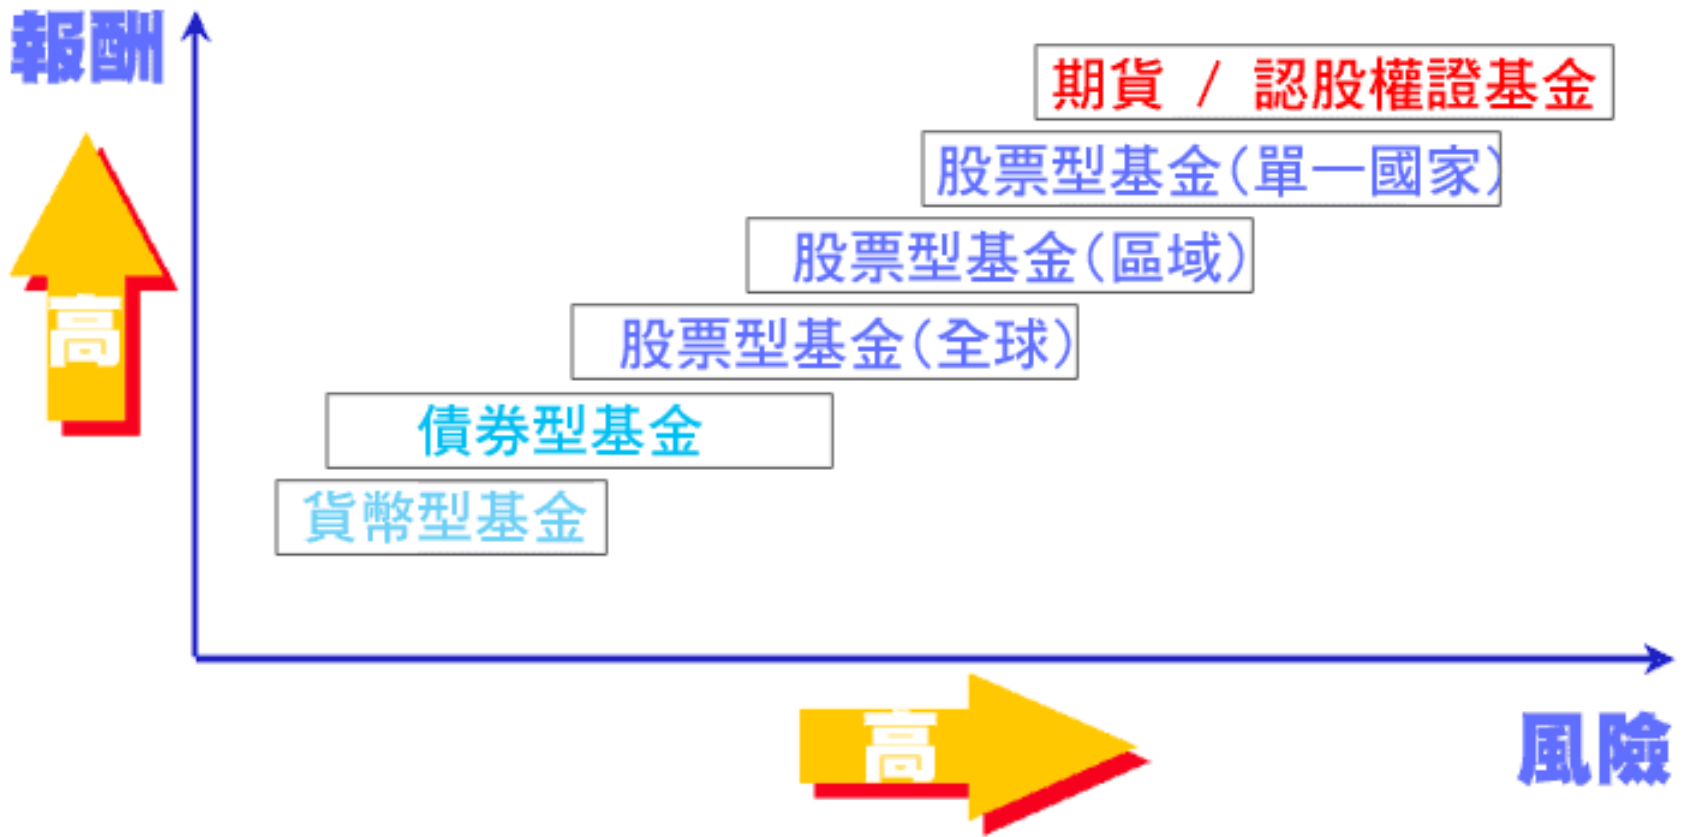 報酬
期貨 / 認股權證基金
股票型基金(單一國家)
股票型基金(區域)
高
股票型基金(全球)
債券型基金
貨幣型基金
高
風險